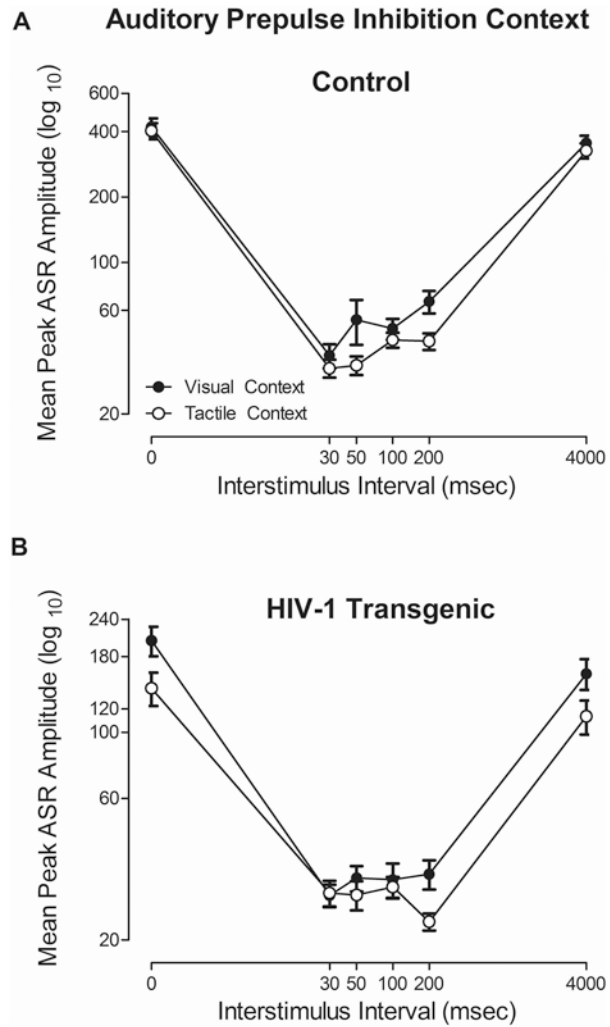 A
Auditory Prepulse Inhibition Context
Control
Mean Peak ASR Amplitude (log 10)
600
400
200
100
60
20
Visual Context
Tactile Context
0 30 50 100 200 4000
Interstimulus Interval (msec)
B
HIV-1 Transgenic
Mean Peak ASR Amplitude (log 10)
240
180
120
100
60
20
0 30 50 100 200 4000
Interstimulus Interval (msec)